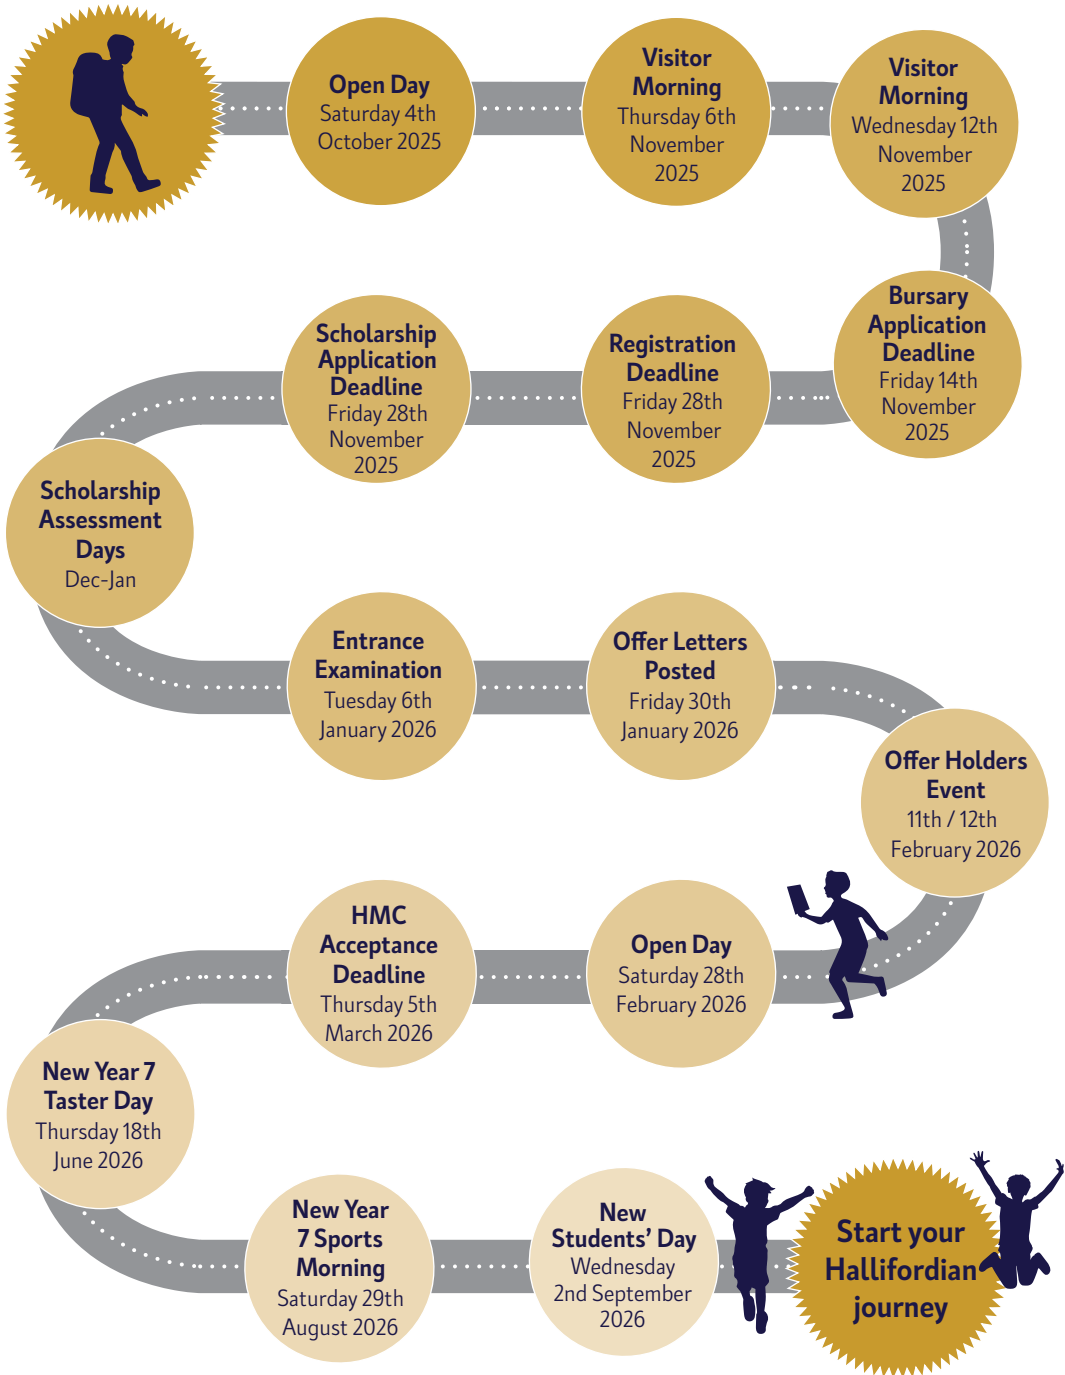 Open Day
Saturday 4th
October 2025
Visitor
Morning
Thursday 6th
November
2025
Visitor
Morning
Wednesday 12th
November
2025
Bursary
Application
Deadline
Friday 14th
November
2025
Registration
Deadline
Friday 28th
November
2025
Scholarship
Application
Deadline
Friday 28th
November
2025
Scholarship
Assessment
Days
Dec-Jan
Entrance
Examination
Tuesday 6th
January 2026
Offer Letters
Posted
Friday 30th
January 2026
Offer Holders
Event
11th / 12th
February 2026
Open Day
Saturday 28th
February 2026
HMC
Acceptance
Deadline
Thursday 5th
March 2026
New Year 7
Taster Day
Thursday 18th
June 2026
New Year
7 Sports
Morning
Saturday 29th
August 2026
New
Students’ Day
Wednesday
2nd September
2026
Start your
Hallifordian
journey